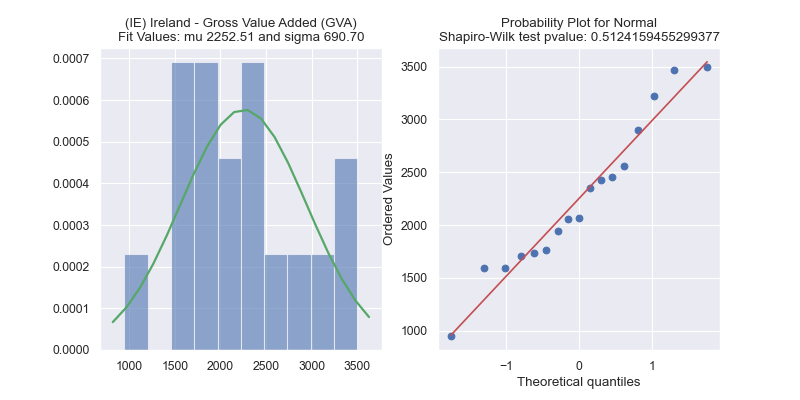 (IE) Ireland - Gross Value Added (GVA)
Fit Values: mu 2252.51 and sigma 690.70
0.0007
0.0006
0.0005
0.0004
0.0003
0.0002
0.0001
0.0000
1000 1500 2000 2500 3000 3500
Probability Plot for Normal
Shapiro-Wilk test pvalue: 0.5124159455299377
Ordered Values
3500
3000
2500
2000
1500
1000
−1 0 1
Theoretical quantiles